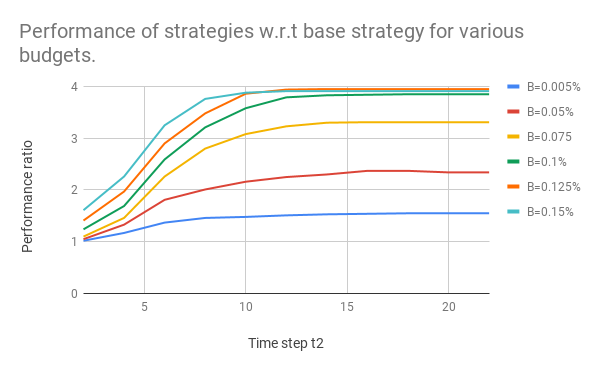 Performance of strategies w.r.t base strategy for various
budgets.
Performance ratio
4
3
2
1
0
5
10
15
20
Time step t2
B=0.005%
B=0.05%
B=0.075
B=0.1%
B=0.125%
B=0.15%